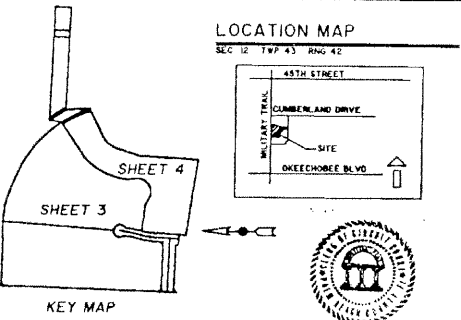 LOCATION MAP
SEC 12 TWP 43 RNG 42
45TH STREET
MILITARY TRAIL
CUMBERLAND DRIVE
SITE
OKEECHOBEE BLVD
SHEET 4
SHEET 3
KEY MAP